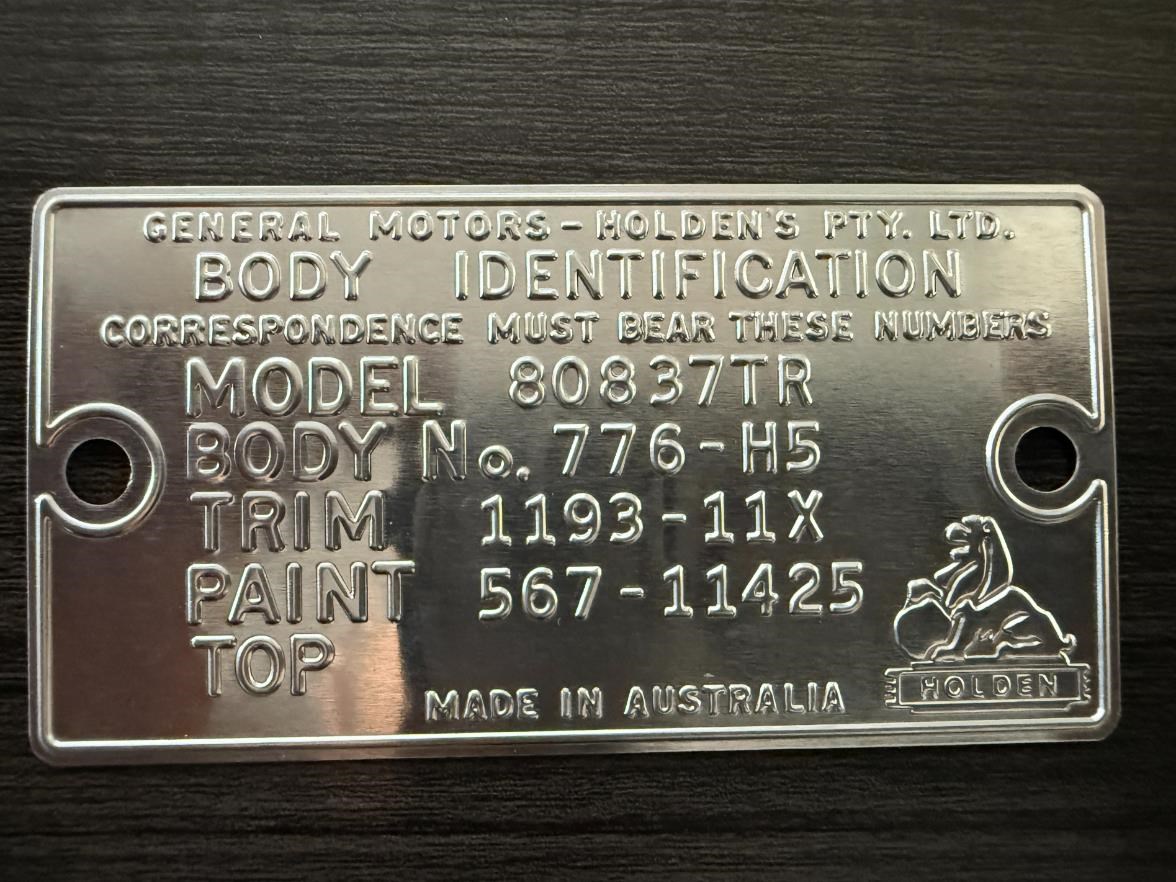 GENERAL MOTORS - HOLDEN'S PTY. LTD.
BODY IDENTIFICATION
CORRESPONDENCE MUST BEAR THESE NUMBERS
MODEL 80837TR
BODY No. 776-H5
TRIM 1193-11X
PAINT 567-11425
TOP
MADE IN AUSTRALIA
HOLDEN